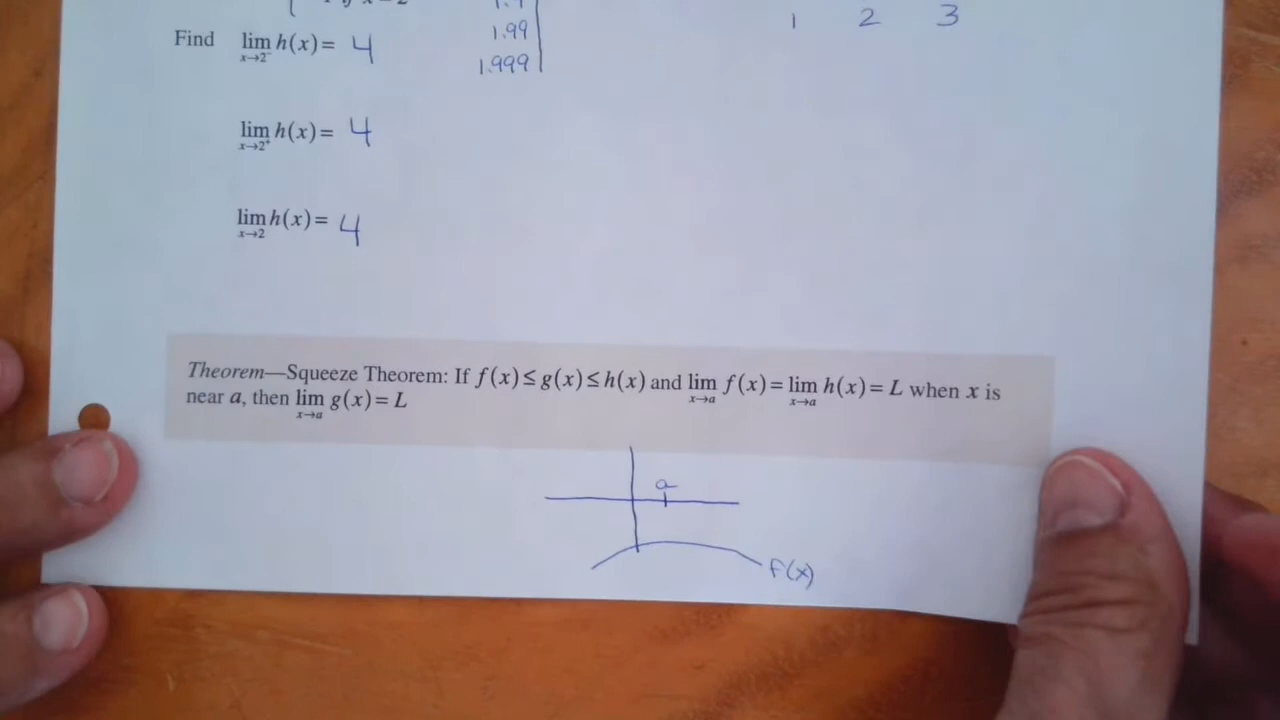 1 2 3
1.99
Find lim h(x) = 4
x→2⁻
1.999
lim h(x) = 4
x→2⁺
lim h(x) = 4
x→2
Theorem—Squeeze Theorem: If f(x) ≤ g(x) ≤ h(x) and lim f(x) = lim h(x) = L when x is
x→a x→a
near a, then lim g(x) = L
x→a
a
f(x)